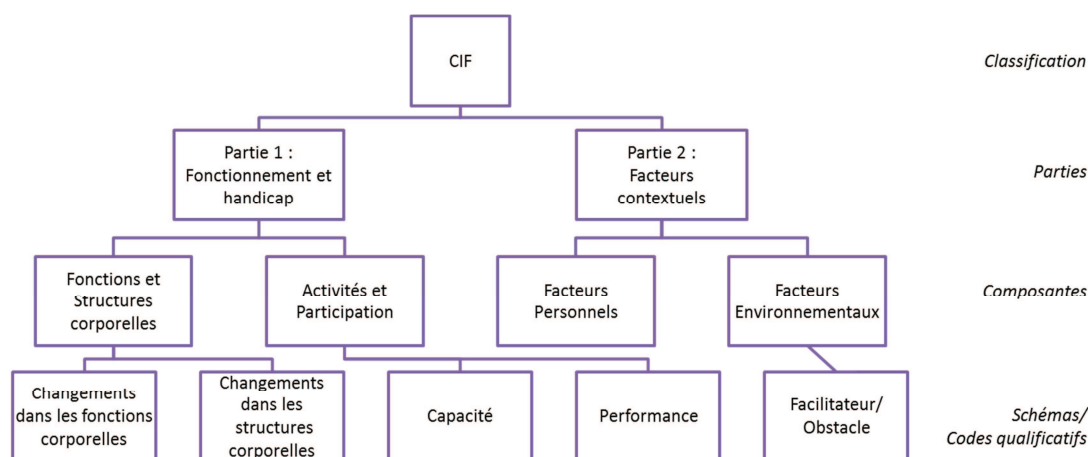 CIF
Classification
Partie 1 :
Fonctionnement et
handicap
Partie 2 :
Facteurs
contextuels
Parties
Fonctions et
Structures
corporelles
Activités et
Participation
Facteurs
Personnels
Facteurs
Environnementaux
Composantes
Changements
dans les fonctions
corporelles
Changements
dans les
structures
corporelles
Capacité
Performance
Facilitateur/
Obstacle
Schémas/
Codes qualificatifs